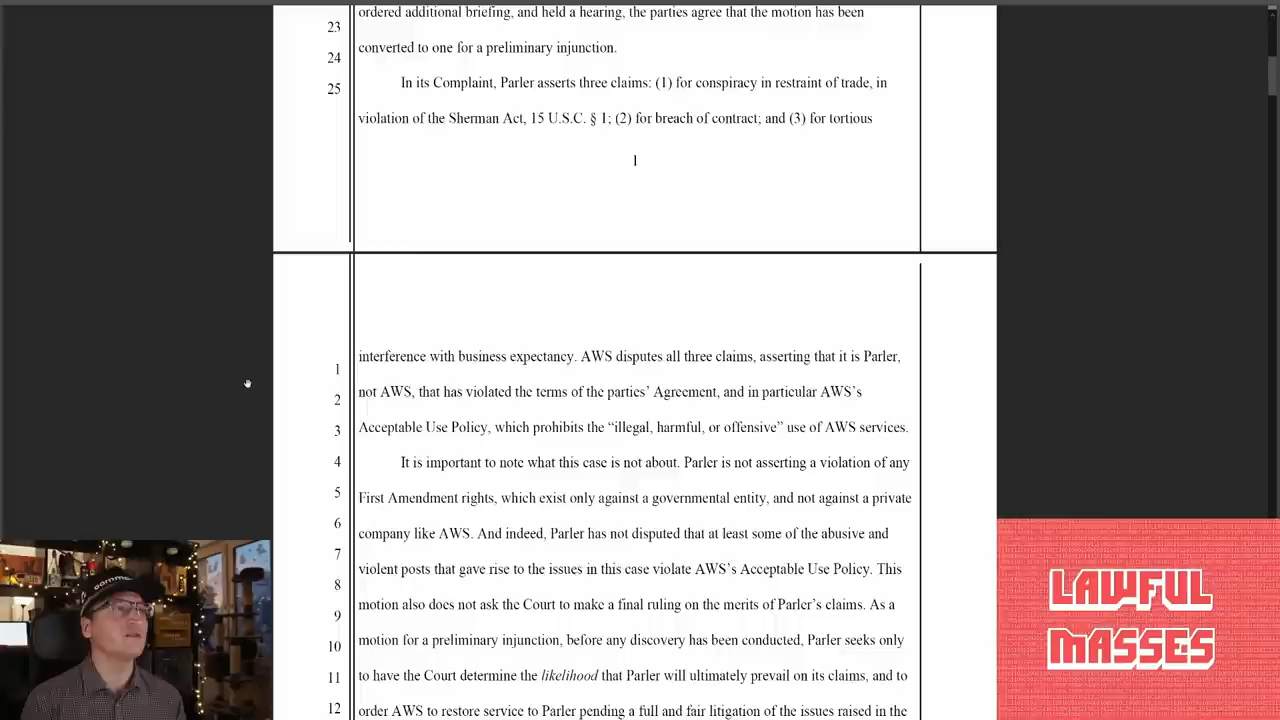 ordered additional briefing, and held a hearing, the parties agree that the motion has been
23
converted to one for a preliminary injunction.
24
In its Complaint, Parler asserts three claims: (1) for conspiracy in restraint of trade, in
25
violation of the Sherman Act, 15 U.S.C. § 1; (2) for breach of contract; and (3) for tortious
1
interference with business expectancy. AWS disputes all three claims, asserting that it is Parler,
1
not AWS, that has violated the terms of the parties’ Agreement, and in particular AWS’s
2
Acceptable Use Policy, which prohibits the “illegal, harmful, or offensive” use of AWS services.
3
It is important to note what this case is not about. Parler is not asserting a violation of any
4
First Amendment rights, which exist only against a governmental entity, and not against a private
5
company like AWS. And indeed, Parler has not disputed that at least some of the abusive and
6
violent posts that gave rise to the issues in this case violate AWS’s Acceptable Use Policy. This
7
motion also does not ask the Court to make a final ruling on the merits of Parler’s claims. As a
8
motion for a preliminary injunction, before any discovery has been conducted, Parler seeks only
9
to have the Court determine the likelihood that Parler will ultimately prevail on its claims, and to
10
order AWS to restore service to Parler pending a full and fair litigation of the issues raised in the
11
12
LAWFUL
MASSES